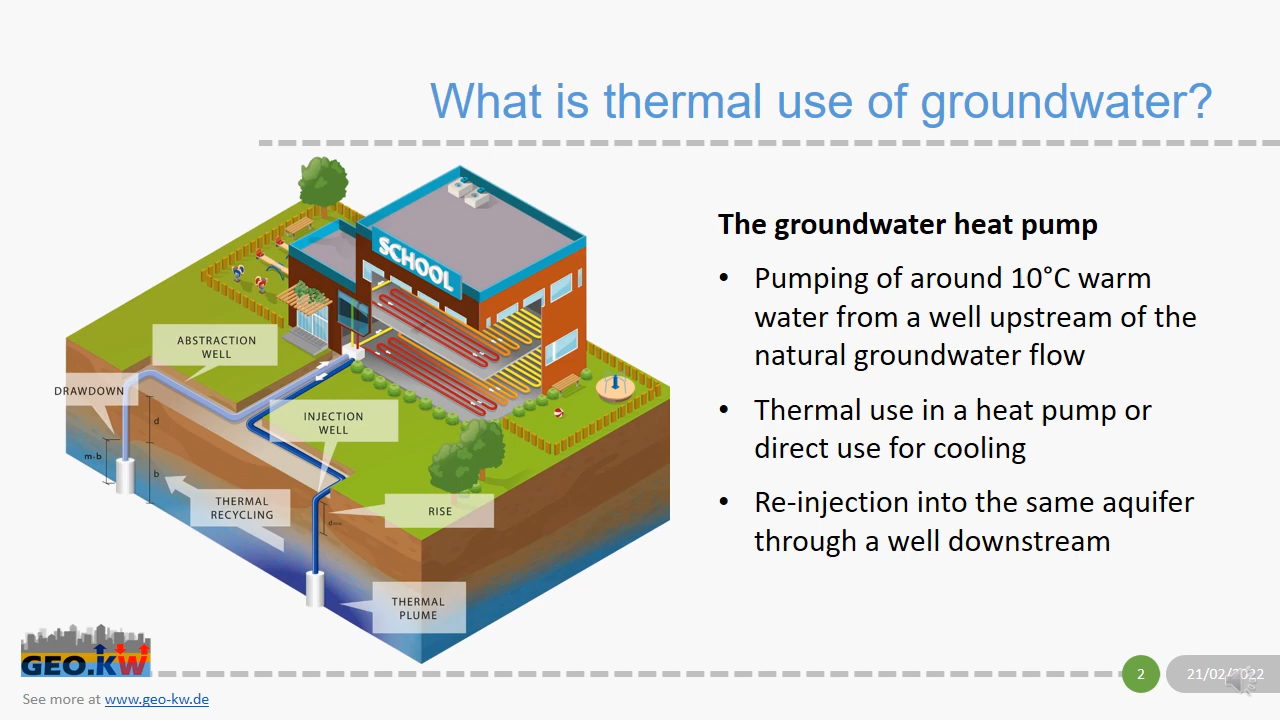 What is thermal use of groundwater?
SCHOOL
ABSTRACTION
WELL
DRAWDOWN
d
INJECTION
WELL
m-b
b
THERMAL
RECYCLING
RISE
THERMAL
PLUME
The groundwater heat pump
• Pumping of around 10°C warm
water from a well upstream of the
natural groundwater flow
• Thermal use in a heat pump or
direct use for cooling
• Re-injection into the same aquifer
through a well downstream
GEO.KW
See more at www.geo-kw.de
2
21/02/2022